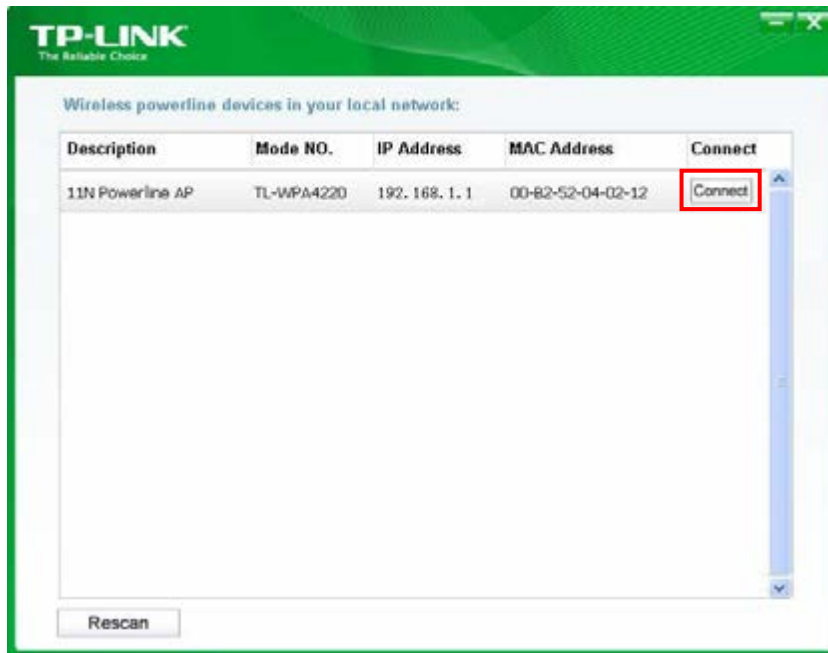 TP-LINK
The Reliable Choice
Wireless powerline devices in your local network:
Description Mode NO. IP Address MAC Address Connect
11N Powerline AP TL-WPA4220 192.168.1.1 00-B2-52-04-02-12 Connect
Rescan